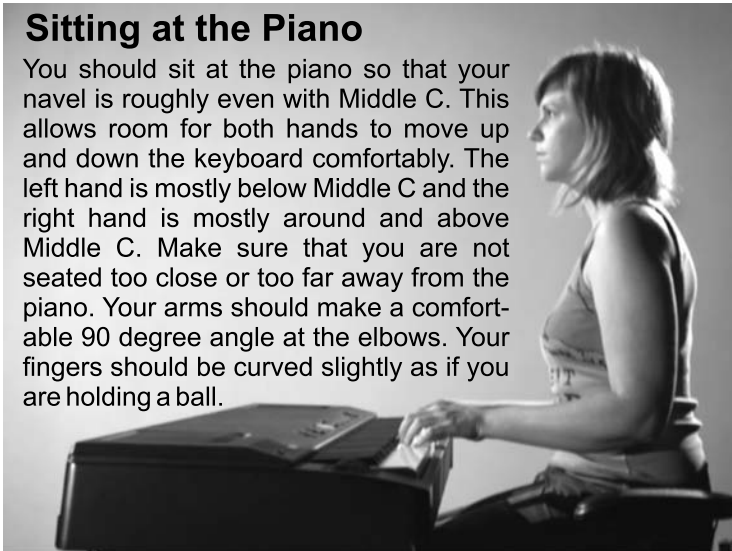 Sitting at the Piano
You should sit at the piano so that your
navel is roughly even with Middle C. This
allows room for both hands to move up
and down the keyboard comfortably. The
left hand is mostly below Middle C and the
right hand is mostly around and above
Middle C. Make sure that you are not
seated too close or too far away from the
piano. Your arms should make a comfort-
able 90 degree angle at the elbows. Your
fingers should be curved slightly as if you
are holding a ball.